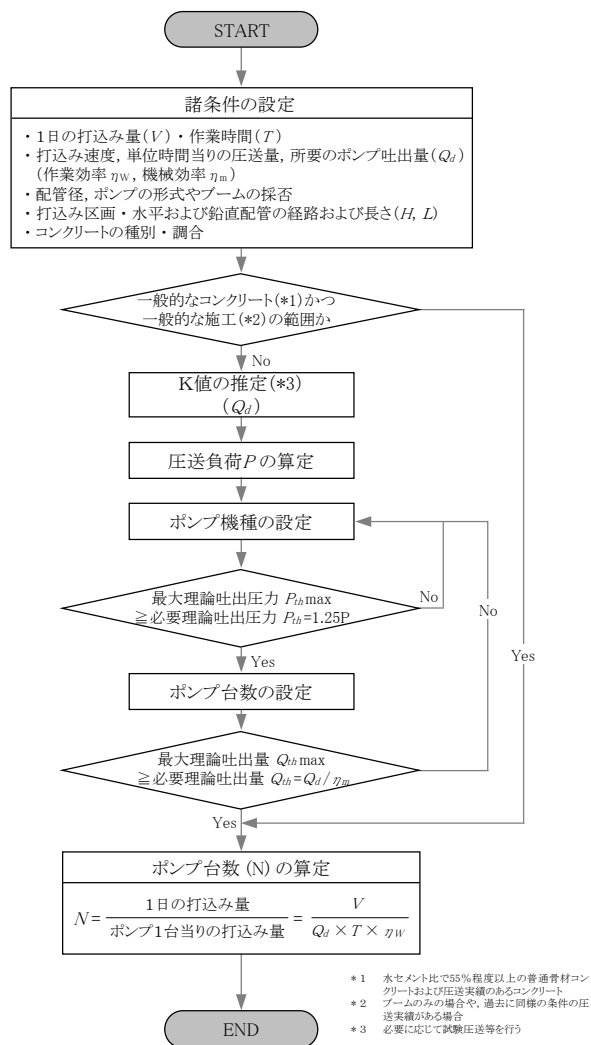 START
諸条件の設定
・1日の打込み量(V)・作業時間(T)
・打込み速度, 単位時間当りの圧送量, 所要のポンプ吐出量(Qd)
(作業効率 ηW, 機械効率 ηm)
・配管径, ポンプの形式やブームの採否
・打込み区画・水平および鉛直配管の経路および長さ(H, L)
・コンクリートの種別・調合
一般的なコンクリート(*1)かつ
一般的な施工(*2)の範囲か
No
K値の推定(*3)
(Qd)
圧送負荷Pの算定
ポンプ機種の設定
最大理論吐出圧力 Pthmax
≧必要理論吐出圧力 Pth=1.25P
No
No
Yes
Yes
ポンプ台数の設定
最大理論吐出量 Qthmax
≧必要理論吐出量 Qth=Qd/ηm
Yes
ポンプ台数 (N) の算定
N= 1日の打込み量 / ポンプ1台当りの打込み量 = V / Qd × T × ηW
*1 水セメント比で55%程度以上の普通骨材コン
クリートおよび圧送実績のあるコンクリート
*2 ブームのみの場合や, 過去に同様の条件の圧
送実績がある場合
*3 必要に応じて試験圧送等を行う
END